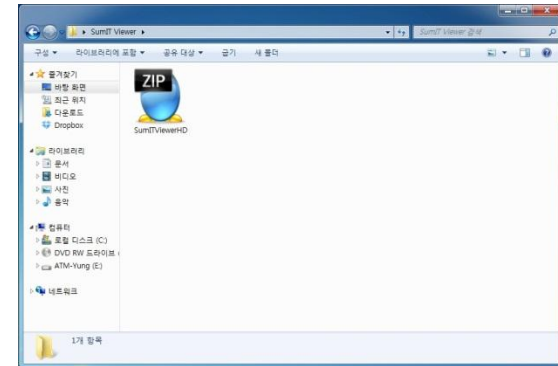 SumIT Viewer
SumIT Viewer 검색
구성 라이브러리에 포함 공유 대상 굽기 새 폴더
즐겨찾기
바탕 화면
최근 위치
다운로드
Dropbox
라이브러리
문서
비디오
사진
음악
컴퓨터
로컬 디스크 (C:)
DVD RW 드라이브 (
ATM-Yung (E:)
네트워크
ZIP
SumITViewerHD
1개 항목